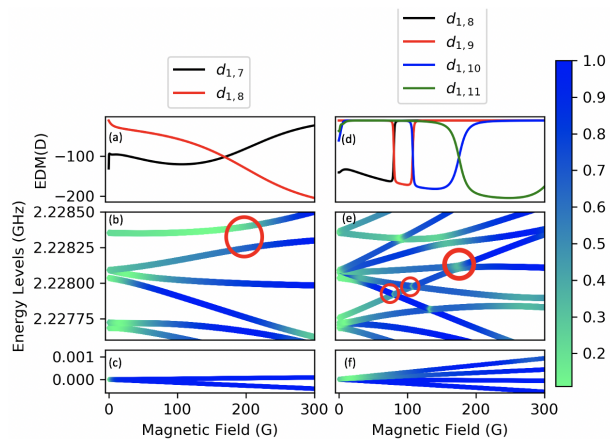 d1,8
d1,9
d1,10
d1,11
d1,7
d1,8
1.0
0.9
0.8
0.7
0.6
0.5
0.4
0.3
0.2
EDM(D)
−100
−200
(a)
(d)
Energy Levels (GHz)
2.22850
2.22825
2.22800
2.22775
(b)
(e)
0.001
0.000
(c)
(f)
0 100 200 300
0 100 200 300
Magnetic Field (G)
Magnetic Field (G)